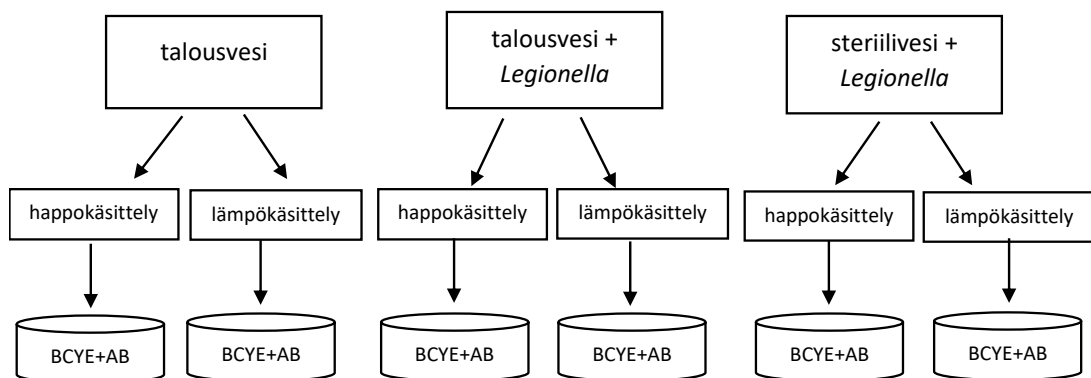 talousvesi
talousvesi +
Legionella
steriilivesi +
Legionella
happokäsittely
lämpökäsittely
happokäsittely
lämpökäsittely
happokäsittely
lämpökäsittely
BCYE+AB
BCYE+AB
BCYE+AB
BCYE+AB
BCYE+AB
BCYE+AB